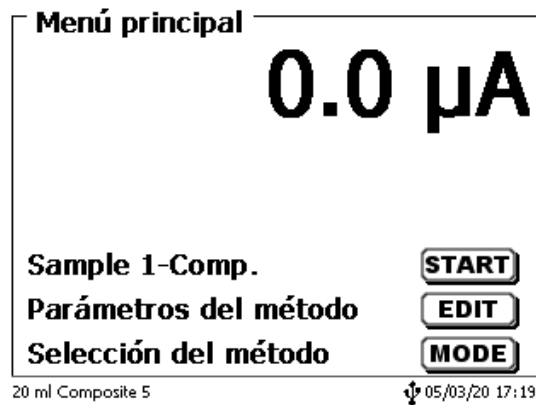 Menú principal
0.0 µA
Sample 1-Comp. START
Parámetros del método EDIT
Selección del método MODE
20 ml Composite 5 05/03/20 17:19